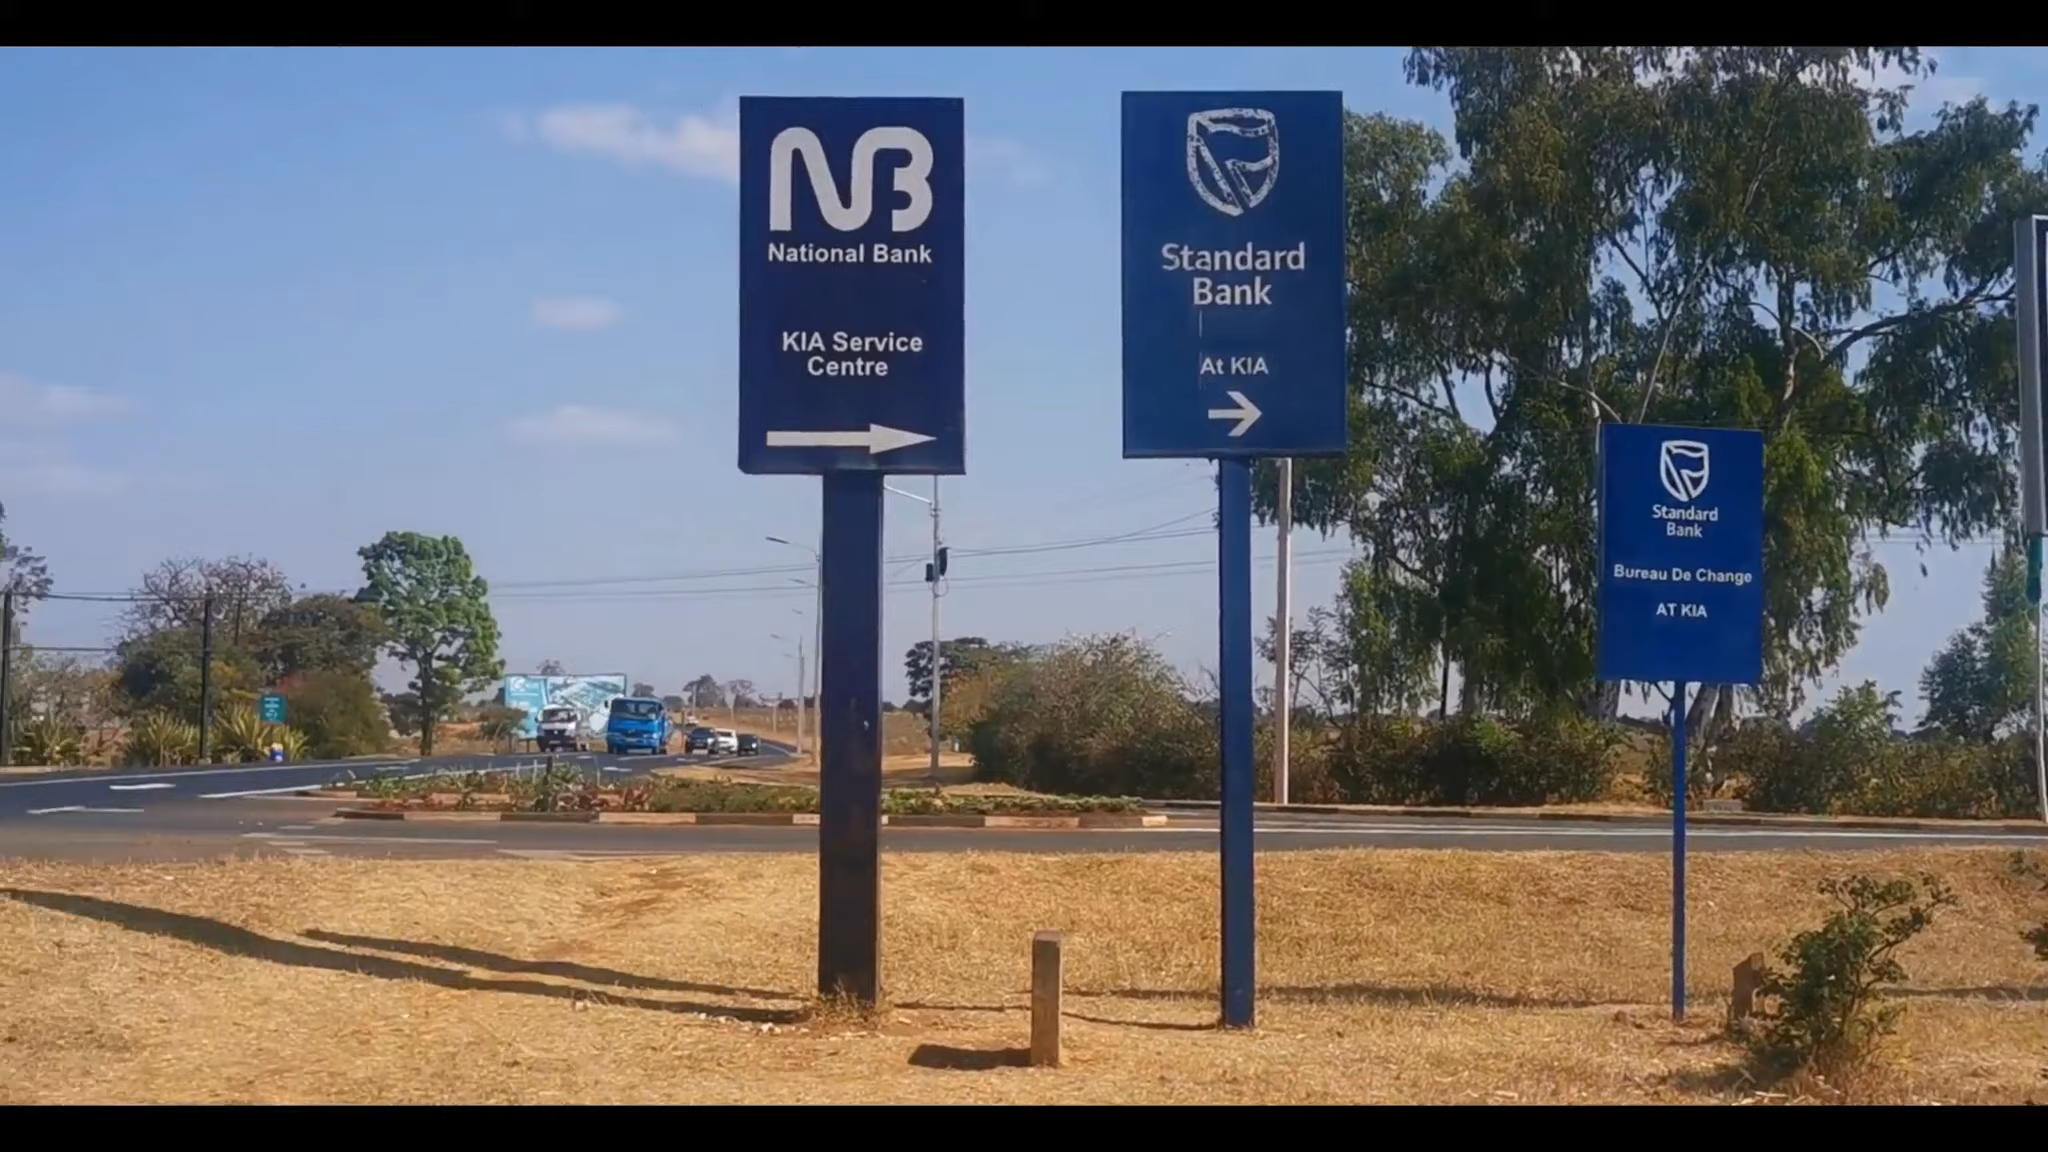 NB
National Bank
KIA Service
Centre
Standard
Bank
At KIA
Standard
Bank
Bureau De Change
AT KIA